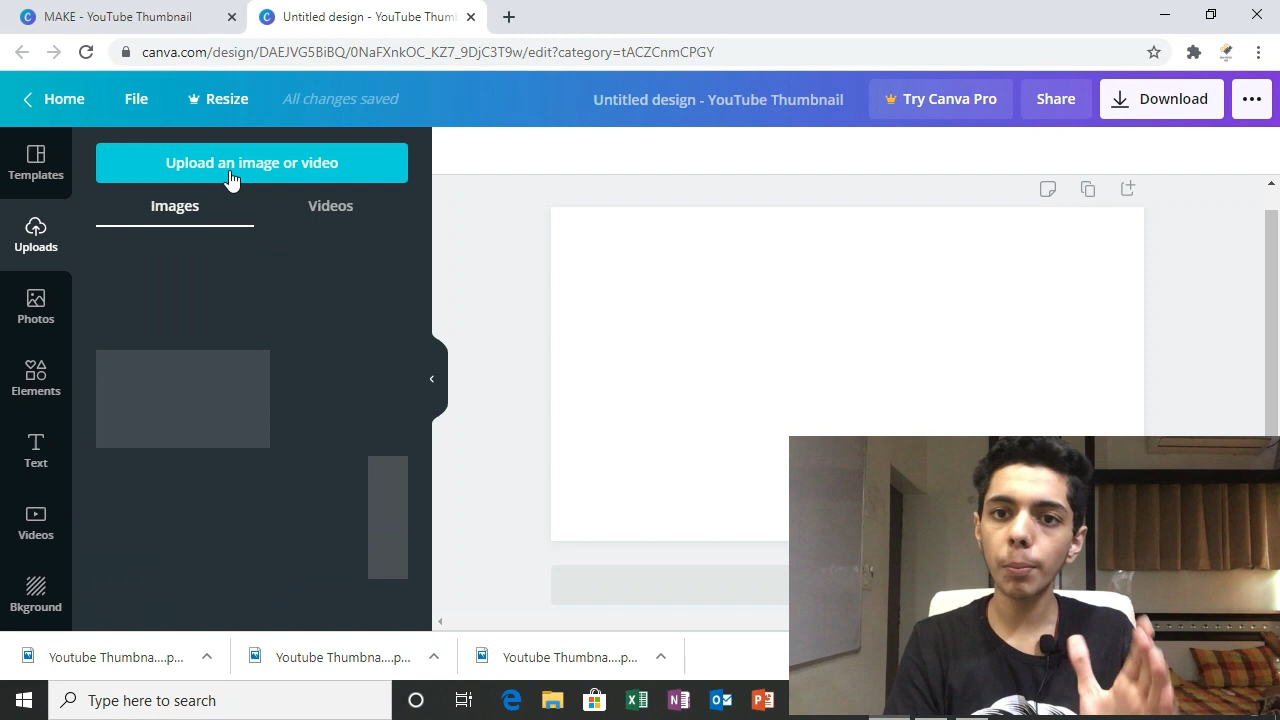 MAKE - YouTube Thumbnail
Untitled design - YouTube Thumb
canva.com/design/DAEJVG5BiBQ/0NaFXnkOC_KZ7_9DjC3T9w/edit?category=tACZCnmCPGY
Home File Resize All changes saved Untitled design - YouTube Thumbnail Try Canva Pro Share Download
Templates
Uploads
Photos
Elements
Text
Videos
Bkground
Upload an image or video
Images Videos
Youtube Thumbna....p... Youtube Thumbna....p... Youtube Thumbna....p...
Type here to search